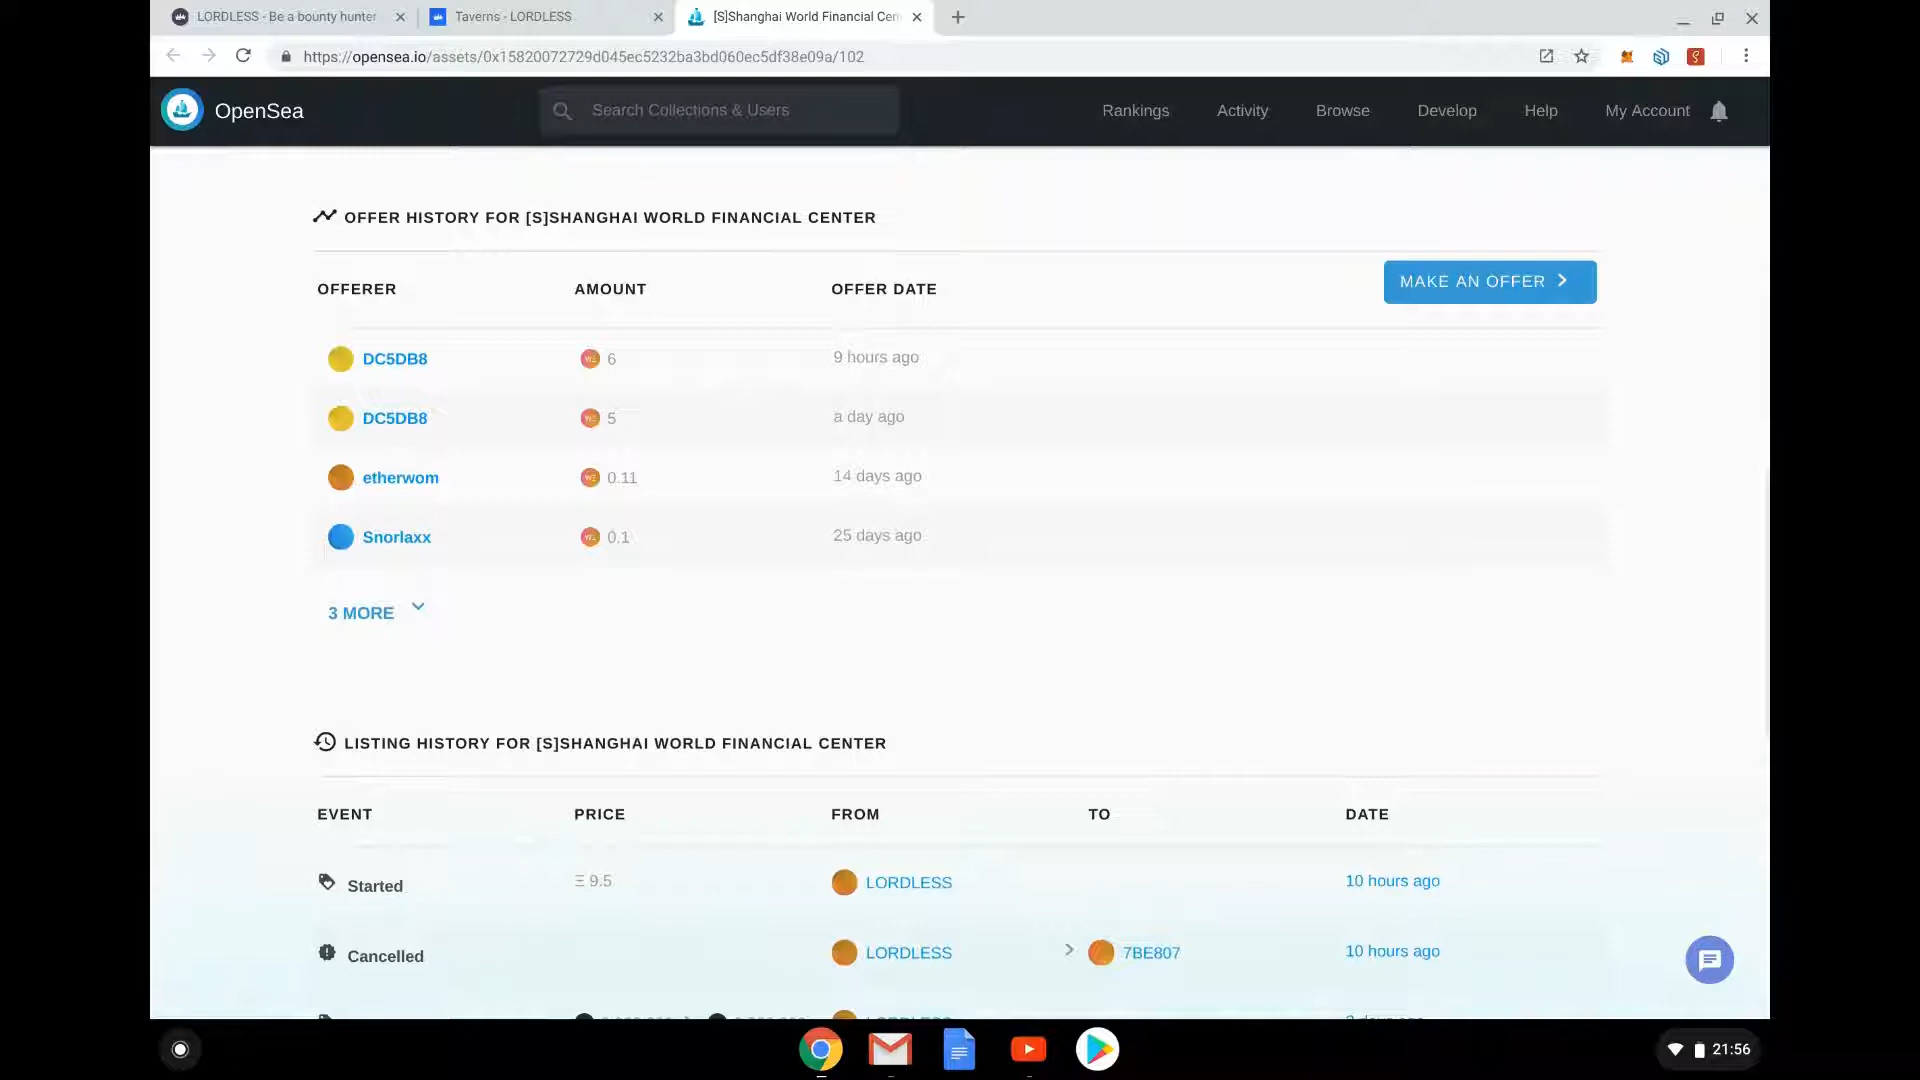 LORDLESS - Be a bounty hunter
Taverns - LORDLESS
[S]Shanghai World Financial Cen
https://opensea.io/assets/0x15820072729d045ec5232ba3bd060ec5df38e09a/102
OpenSea
Search Collections & Users
Rankings
Activity
Browse
Develop
Help
My Account
OFFER HISTORY FOR [S]SHANGHAI WORLD FINANCIAL CENTER
OFFERER AMOUNT OFFER DATE
MAKE AN OFFER
DC5DB8 6 9 hours ago
DC5DB8 5 a day ago
etherwom 0.11 14 days ago
Snorlaxx 0.1 25 days ago
3 MORE
LISTING HISTORY FOR [S]SHANGHAI WORLD FINANCIAL CENTER
EVENT PRICE FROM TO DATE
Started Ξ 9.5 LORDLESS 10 hours ago
Cancelled LORDLESS 7BE807 10 hours ago
21:56